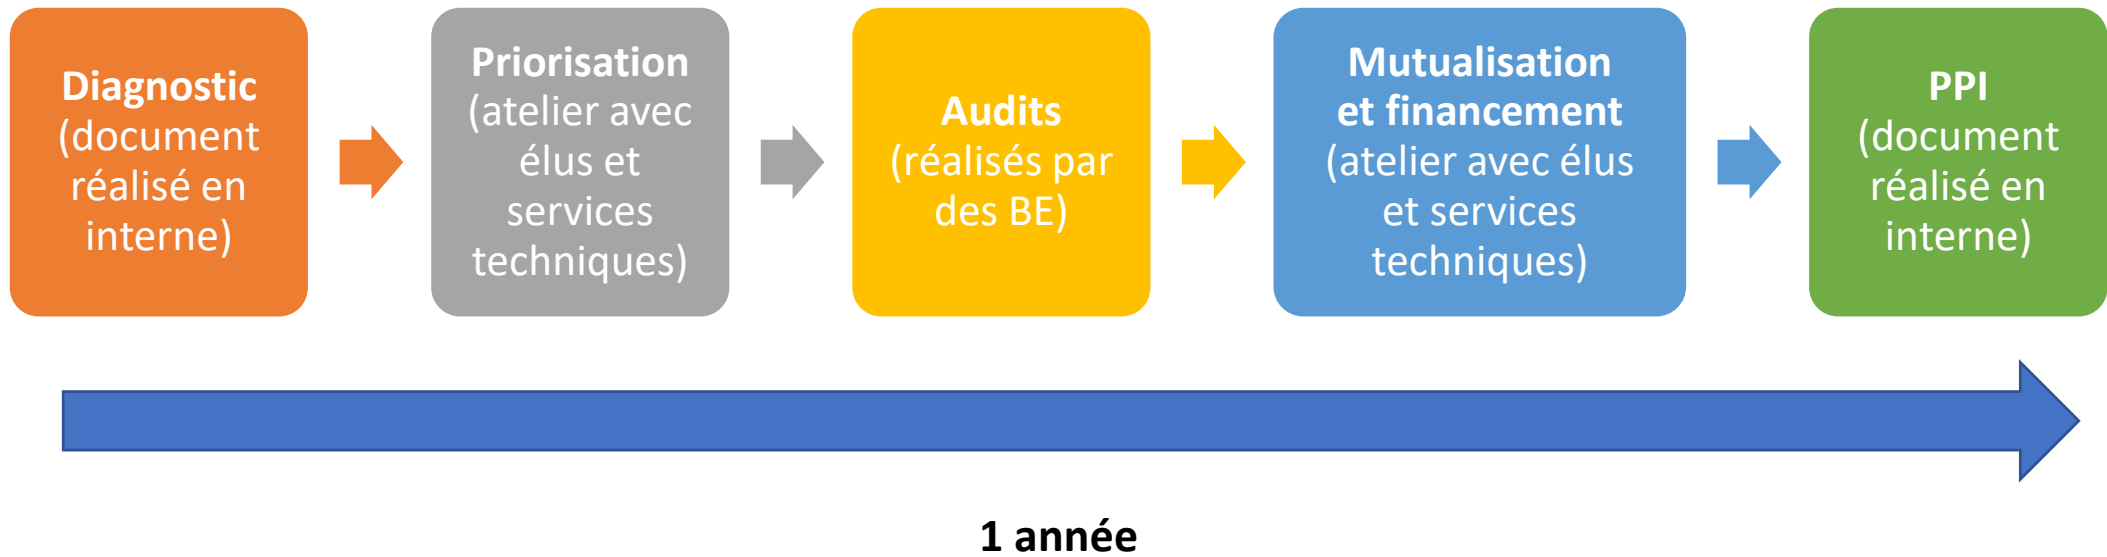 Diagnostic
(document
réalisé en
interne)
Priorisation
(atelier avec
élus et
services
techniques)
Audits
(réalisés par
des BE)
Mutualisation
et financement
(atelier avec élus
et services
techniques)
PPI
(document
réalisé en
interne)
1 année